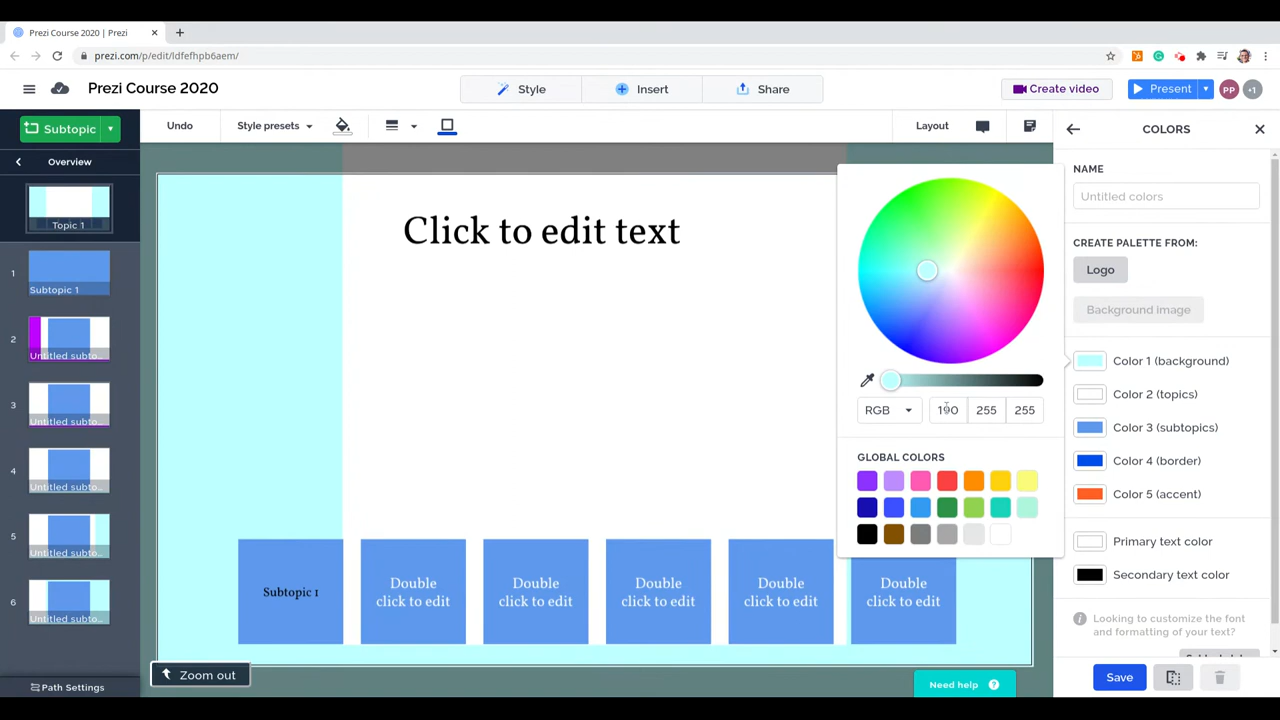 Prezi Course 2020 | Prezi
prezi.com/p/edit/ldfefhpb6aem/
Prezi Course 2020
Style
Insert
Share
Create video
Present
PP
+1
Subtopic
Undo
Style presets
Layout
COLORS
Overview
Topic 1
1
Subtopic 1
2
Untitled subto...
3
Untitled subto...
4
Untitled subto...
5
Untitled subto...
6
Untitled subto...
Path Settings
Click to edit text
Subtopic 1
Double
click to edit
Double
click to edit
Double
click to edit
Double
click to edit
Double
click to edit
Zoom out
Need help ?
RGB
190
255
255
GLOBAL COLORS
NAME
Untitled colors
CREATE PALETTE FROM:
Logo
Background Image
Color 1 (background)
Color 2 (topics)
Color 3 (subtopics)
Color 4 (border)
Color 5 (accent)
Primary text color
Secondary text color
Looking to customize the font
and formatting of your text?
Save